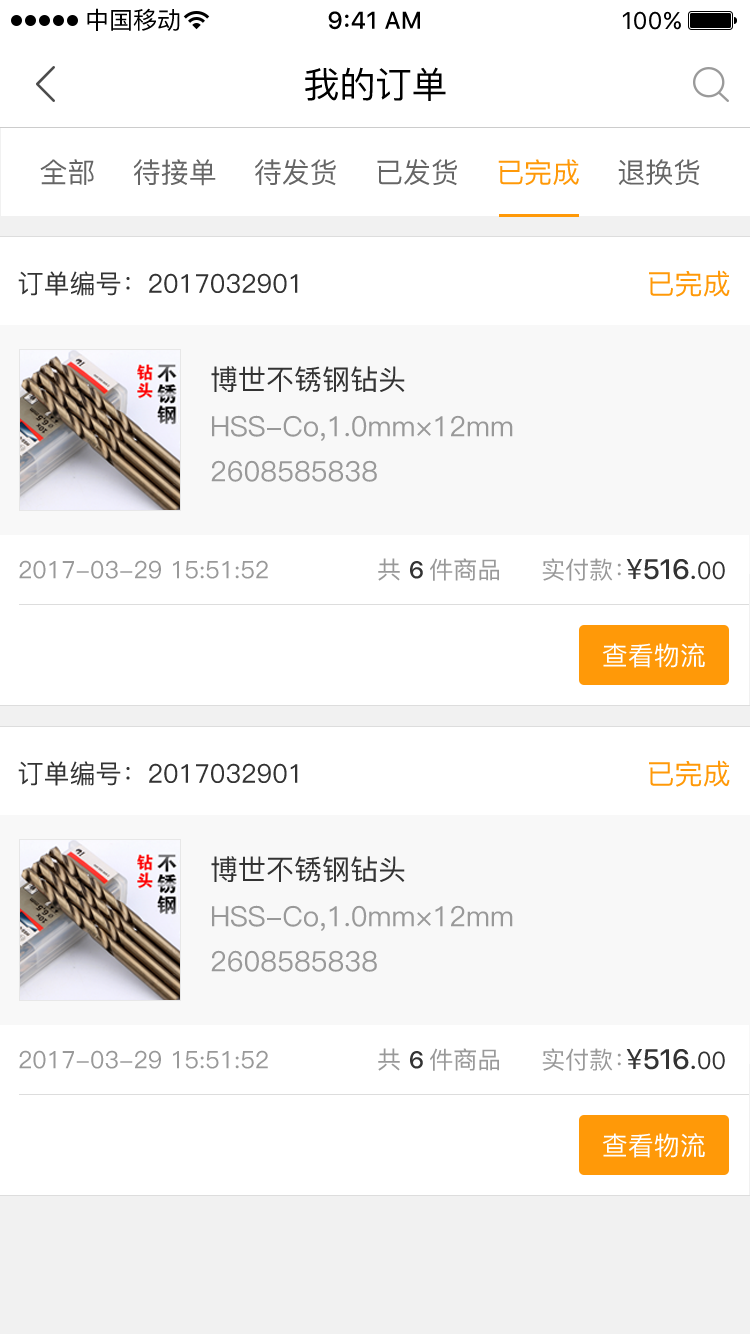 中国移动 9:41 AM 100%
我的订单
全部 待接单 待发货 已发货 已完成 退换货
订单编号：2017032901 已完成
不锈钢
钻头
博世不锈钢钻头
HSS-Co,1.0mm×12mm
2608585838
2017-03-29 15:51:52 共 6 件商品 实付款:¥516.00
查看物流
订单编号：2017032901 已完成
不锈钢
钻头
博世不锈钢钻头
HSS-Co,1.0mm×12mm
2608585838
2017-03-29 15:51:52 共 6 件商品 实付款:¥516.00
查看物流